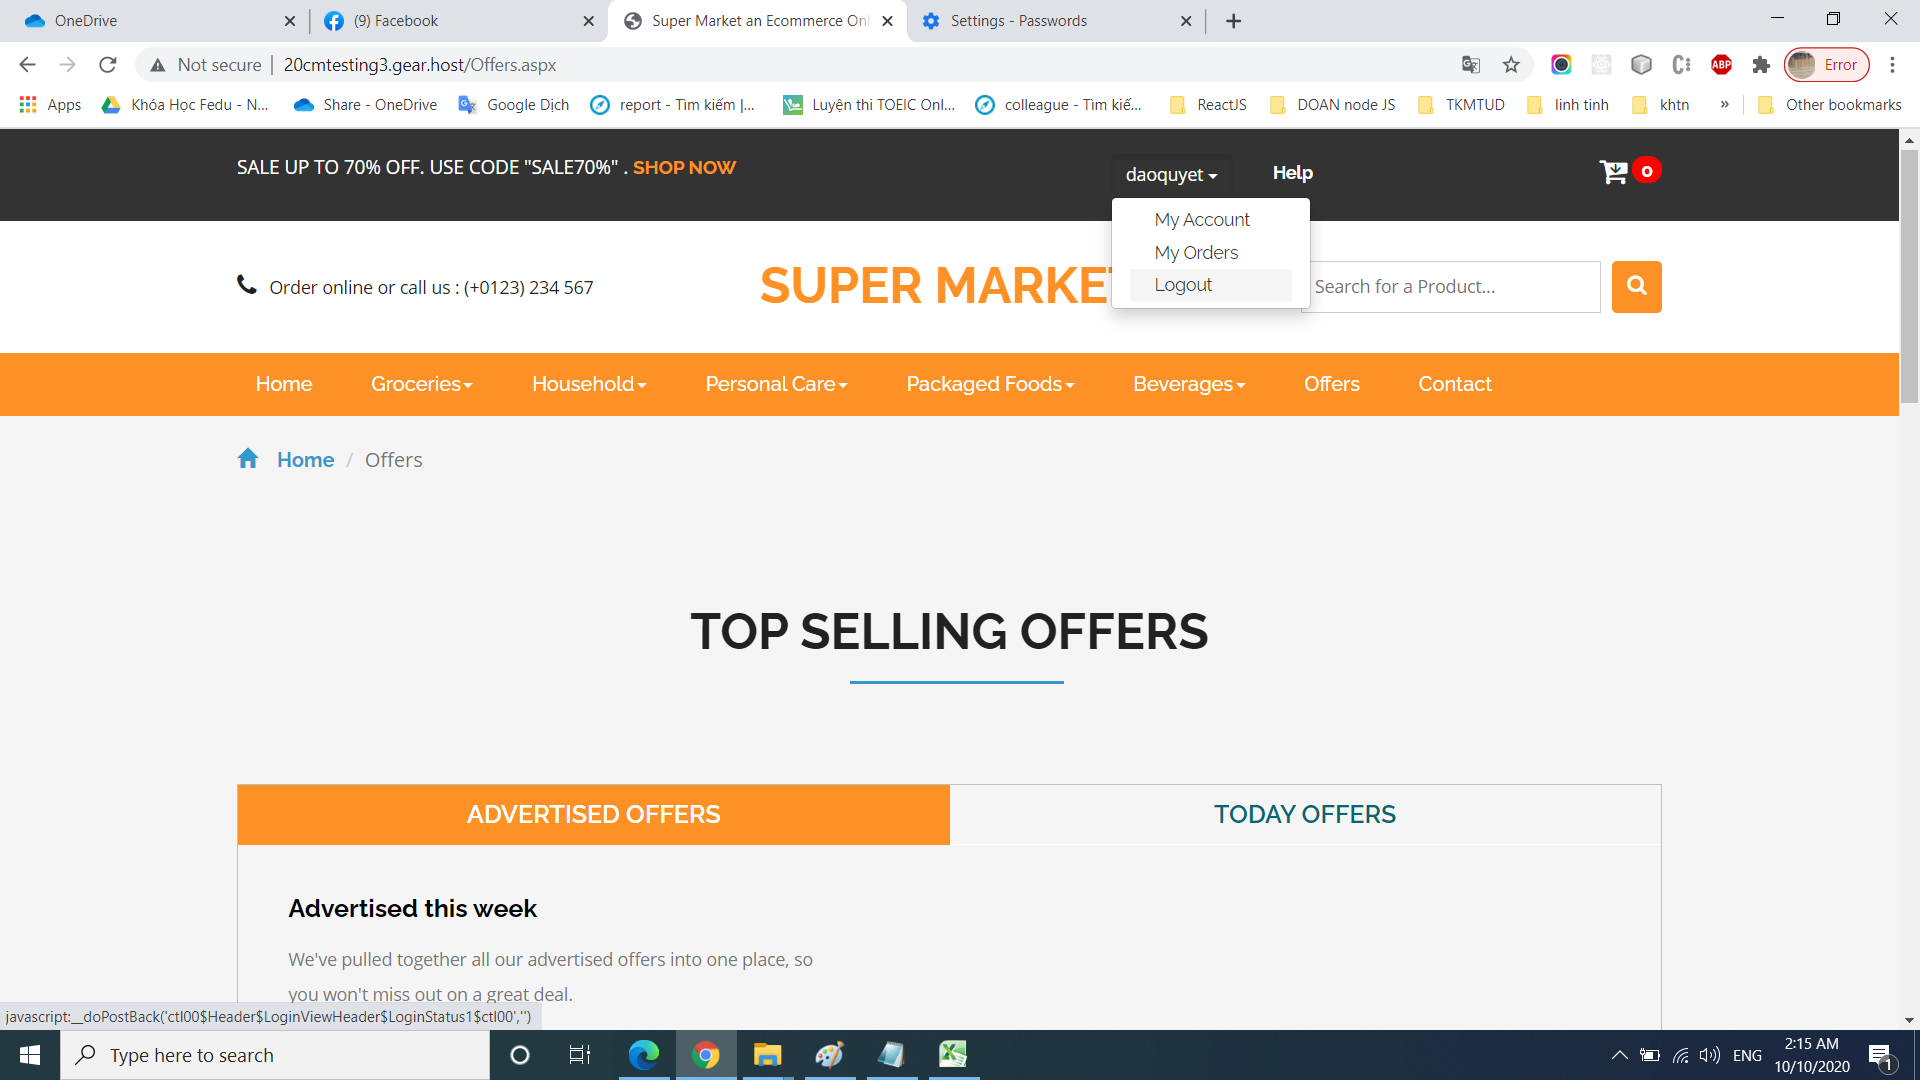 OneDrive
(9) Facebook
Super Market an Ecommerce Onl
Settings - Passwords
Not secure
20cmtesting3.gear.host/Offers.aspx
ABP
Error
Apps
Khóa Học Fedu - N...
Share - OneDrive
Google Dịch
report - Tìm kiếm |...
Luyện thi TOEIC Onl...
colleague - Tìm kiế...
ReactJS
DOAN node JS
TKMTUD
linh tinh
khtn
»
Other bookmarks
SALE UP TO 70% OFF. USE CODE "SALE70%" . SHOP NOW
daoquyet
Help
0
My Account
My Orders
Logout
Order online or call us : (+0123) 234 567
SUPER MARKET
Search for a Product...
Home
Groceries
Household
Personal Care
Packaged Foods
Beverages
Offers
Contact
Home / Offers
TOP SELLING OFFERS
ADVERTISED OFFERS
TODAY OFFERS
Advertised this week
We've pulled together all our advertised offers into one place, so
you won't miss out on a great deal.
javascript:__doPostBack('ctl00$Header$LoginViewHeader$LoginStatus1$ctl00','')
Type here to search
ENG
2:15 AM
10/10/2020
1